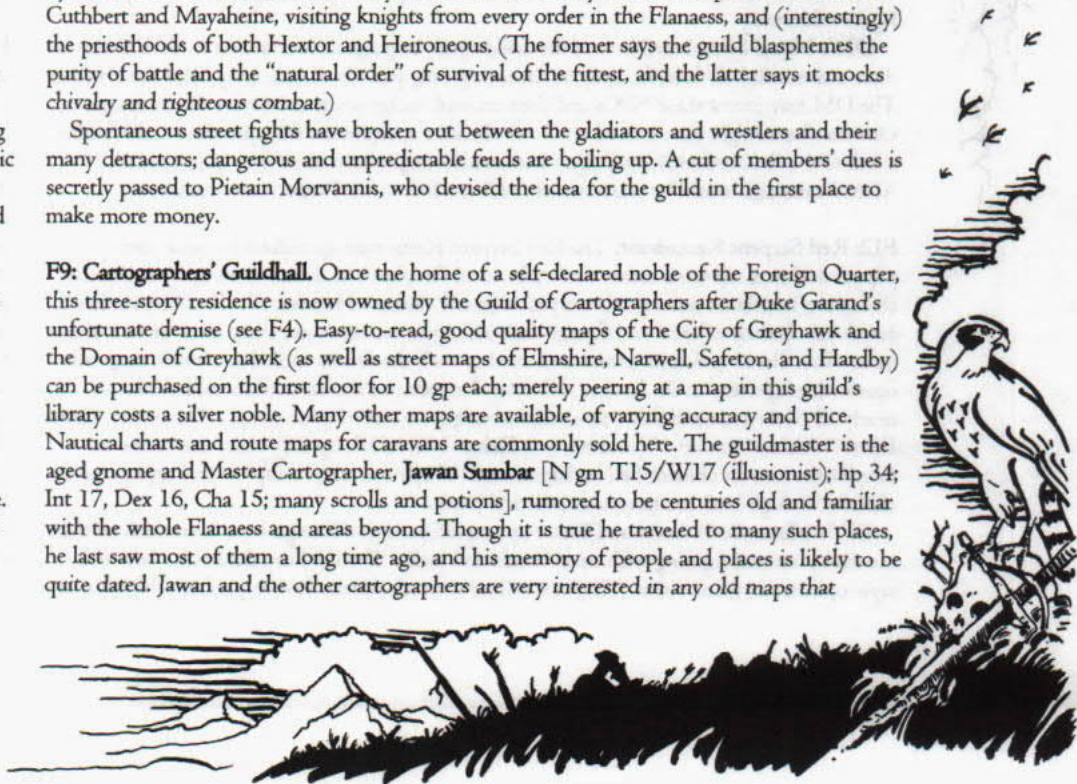 Cuthbert and Mayaheine, visiting knights from every order in the Flanaess, and (interestingly)
the priesthoods of both Hextor and Heironeous. (The former says the guild blasphemes the
purity of battle and the “natural order” of survival of the fittest, and the latter says it mocks
chivalry and righteous combat.)
Spontaneous street fights have broken out between the gladiators and wrestlers and their
many detractors; dangerous and unpredictable feuds are boiling up. A cut of members’ dues is
secretly passed to Pietain Morvannis, who devised the idea for the guild in the first place to
make more money.
F9: Cartographers’ Guildhall. Once the home of a self-declared noble of the Foreign Quarter,
this three-story residence is now owned by the Guild of Cartographers after Duke Garand’s
unfortunate demise (see F4). Easy-to-read, good quality maps of the City of Greyhawk and
the Domain of Greyhawk (as well as street maps of Elmshire, Narwell, Safeton, and Hardby)
can be purchased on the first floor for 10 gp each; merely peering at a map in this guild’s
library costs a silver noble. Many other maps are available, of varying accuracy and price.
Nautical charts and route maps for caravans are commonly sold here. The guildmaster is the
aged gnome and Master Cartographer, Jawan Sumbar [N gm T15/W17 (illusionist); hp 34;
Int 17, Dex 16, Cha 15; many scrolls and potions], rumored to be centuries old and familiar
with the whole Flanaess and areas beyond. Though it is true he traveled to many such places,
he last saw most of them a long time ago, and his memory of people and places is likely to be
quite dated. Jawan and the other cartographers are very interested in any old maps that